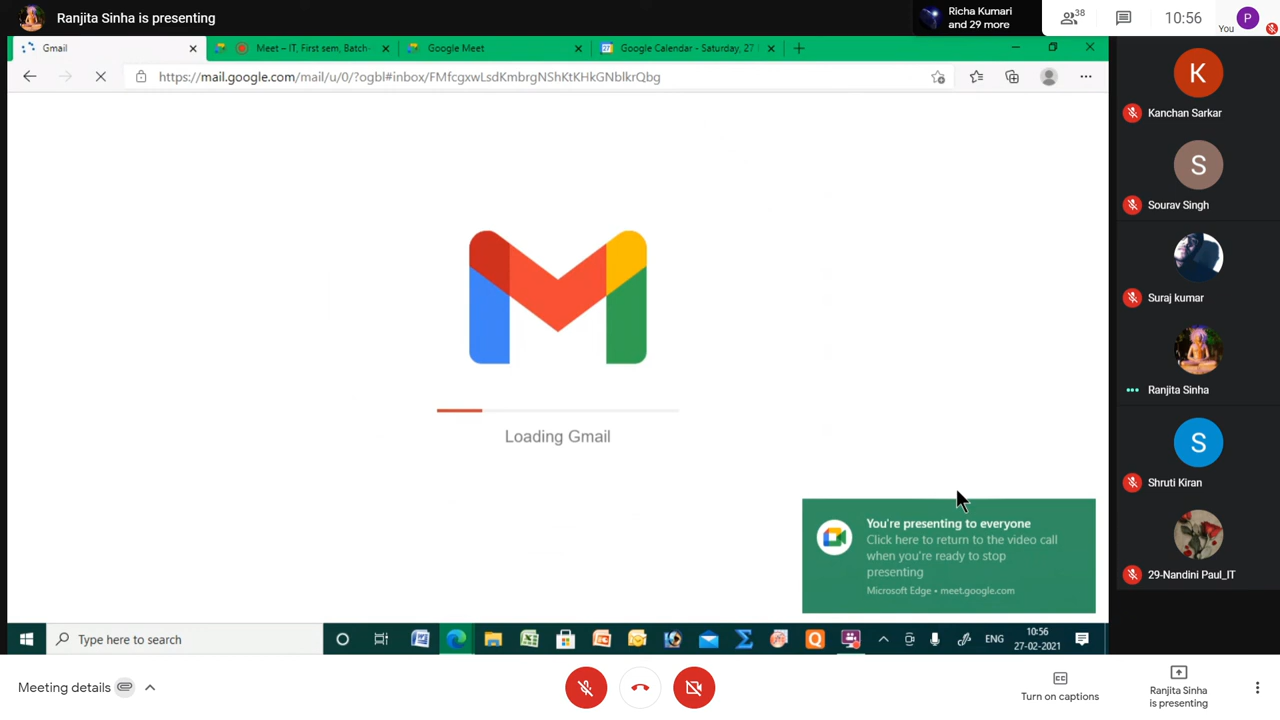 Ranjita Sinha is presenting
Richa Kumari
and 29 more
38
10:56
You
P
Gmail
Meet – IT, First sem, Batch-
Google Meet
Google Calendar - Saturday, 27
https://mail.google.com/mail/u/0/?ogbl#inbox/FMfcgxwLsdKmbrgNShKtKHkGNblkrQbg
K
Kanchan Sarkar
S
Sourav Singh
Suraj kumar
Ranjita Sinha
S
Shruti Kiran
29-Nandini Paul_IT
Loading Gmail
You're presenting to everyone
Click here to return to the video call
when you're ready to stop
presenting
Microsoft Edge • meet.google.com
Type here to search
ENG
10:56
27-02-2021
Meeting details
Turn on captions
Ranjita Sinha
is presenting